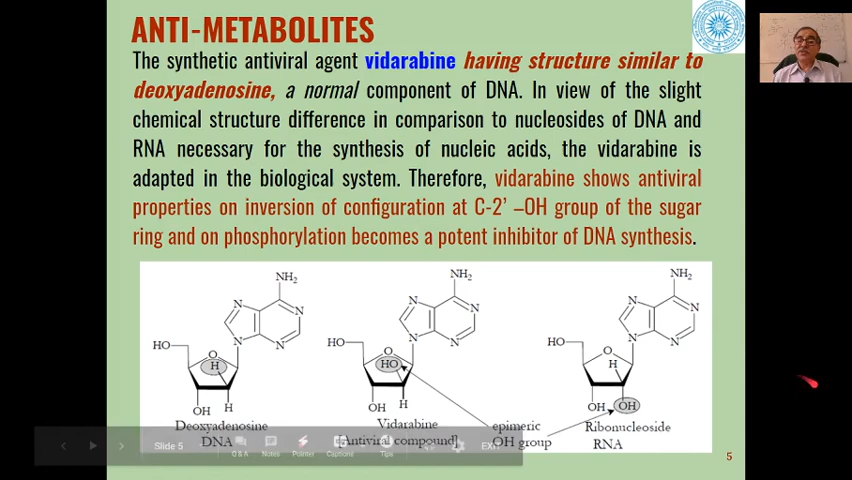 ANTI-METABOLITES
The synthetic antiviral agent vidarabine having structure similar to
deoxyadenosine, a normal component of DNA. In view of the slight
chemical structure difference in comparison to nucleosides of DNA and
RNA necessary for the synthesis of nucleic acids, the vidarabine is
adapted in the biological system. Therefore, vidarabine shows antiviral
properties on inversion of configuration at C-2' –OH group of the sugar
ring and on phosphorylation becomes a potent inhibitor of DNA synthesis.
NH2 NH2 NH2
N N N N N N
N N N N N N
HO O HO O HO O
H HO H
OH H OH H OH OH
Deoxyadenosine Vidarabine epimeric Ribonucleoside
DNA [Antiviral compound] OH group RNA
Slide 5 Q & A Notes Pointer Captions Tips EXIT
5